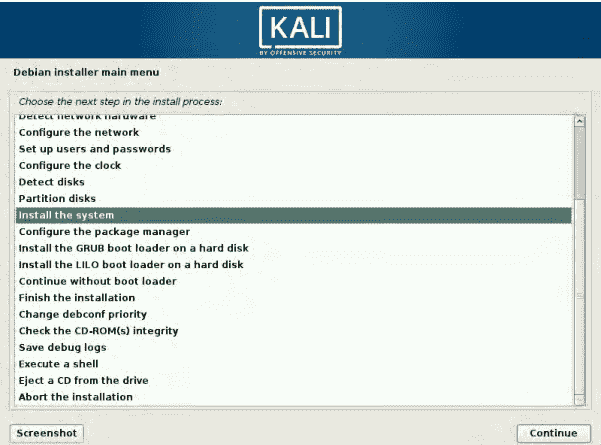 KALI
BY OFFENSIVE SECURITY
Debian installer main menu
Choose the next step in the install process:
Detect network hardware
Configure the network
Set up users and passwords
Configure the clock
Detect disks
Partition disks
Install the system
Configure the package manager
Install the GRUB boot loader on a hard disk
Install the LILO boot loader on a hard disk
Continue without boot loader
Finish the installation
Change debconf priority
Check the CD-ROM(s) integrity
Save debug logs
Execute a shell
Eject a CD from the drive
Abort the installation
Screenshot
Continue